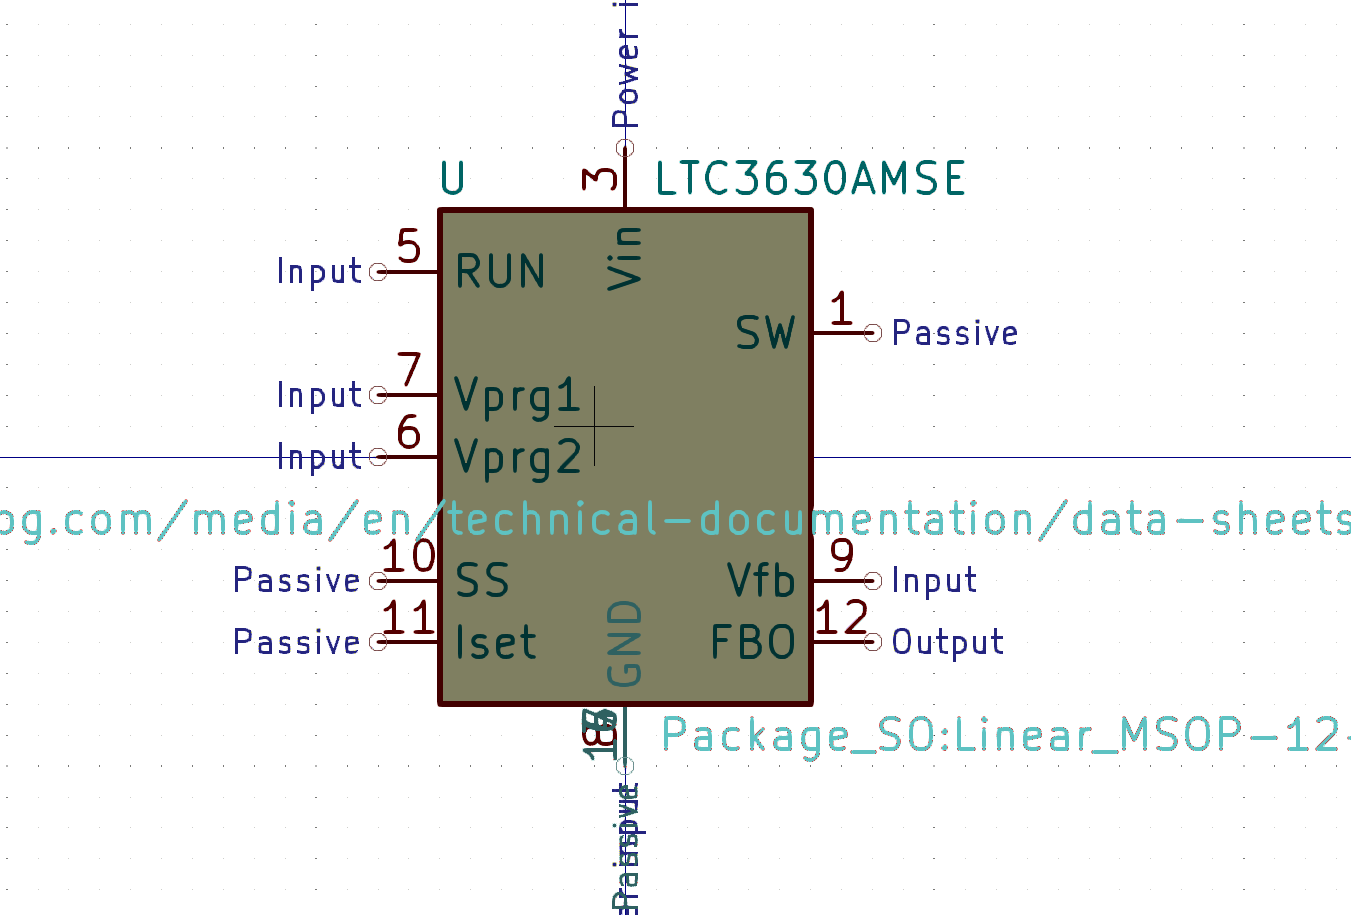 Power i
U
3
LTC3630AMSE
Vin
5
Input
RUN
1
SW
Passive
7
Input
Vprg1
6
Input
Vprg2
og.com/media/en/technical-documentation/data-sheets
10
Passive
SS
9
Vfb
Input
11
Passive
Iset
12
FBO
Output
GND
8
Package_SO:Linear_MSOP-12-
Passive